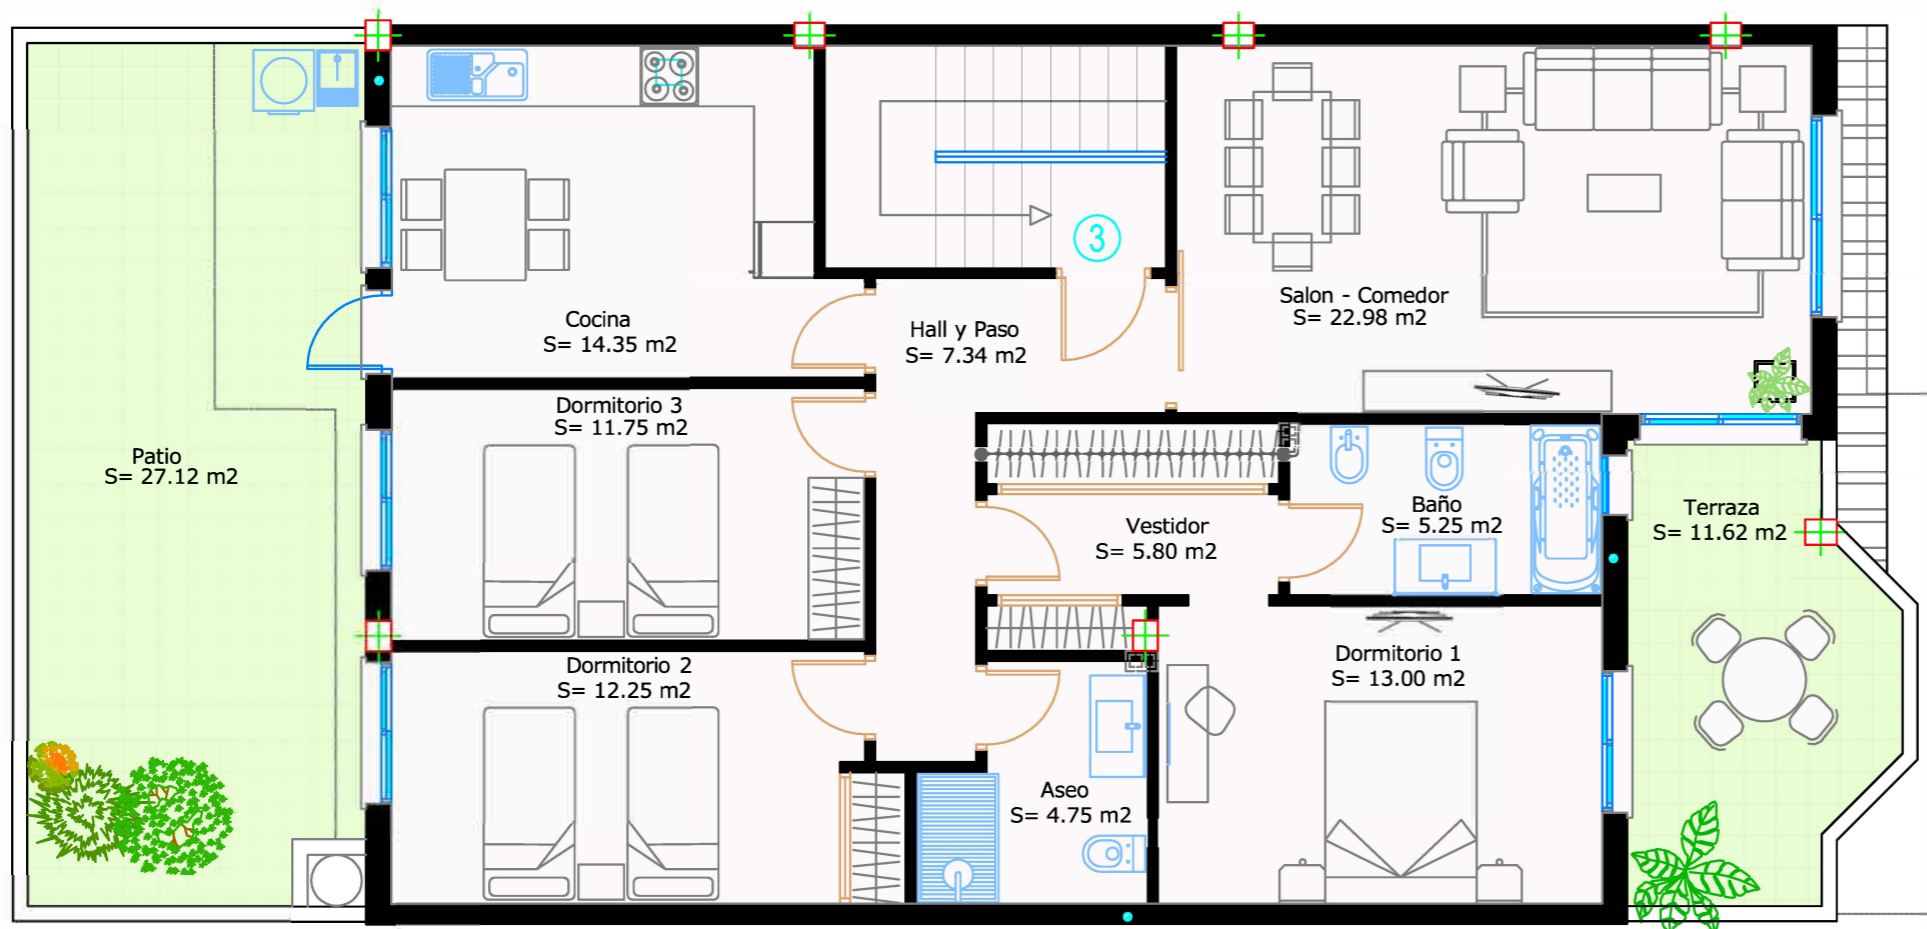 3
Cocina
S= 14.35 m2
Hall y Paso
S= 7.34 m2
Salon - Comedor
S= 22.98 m2
Dormitorio 3
S= 11.75 m2
Patio
S= 27.12 m2
Vestidor
S= 5.80 m2
Baño
S= 5.25 m2
Terraza
S= 11.62 m2
Dormitorio 2
S= 12.25 m2
Dormitorio 1
S= 13.00 m2
Aseo
S= 4.75 m2